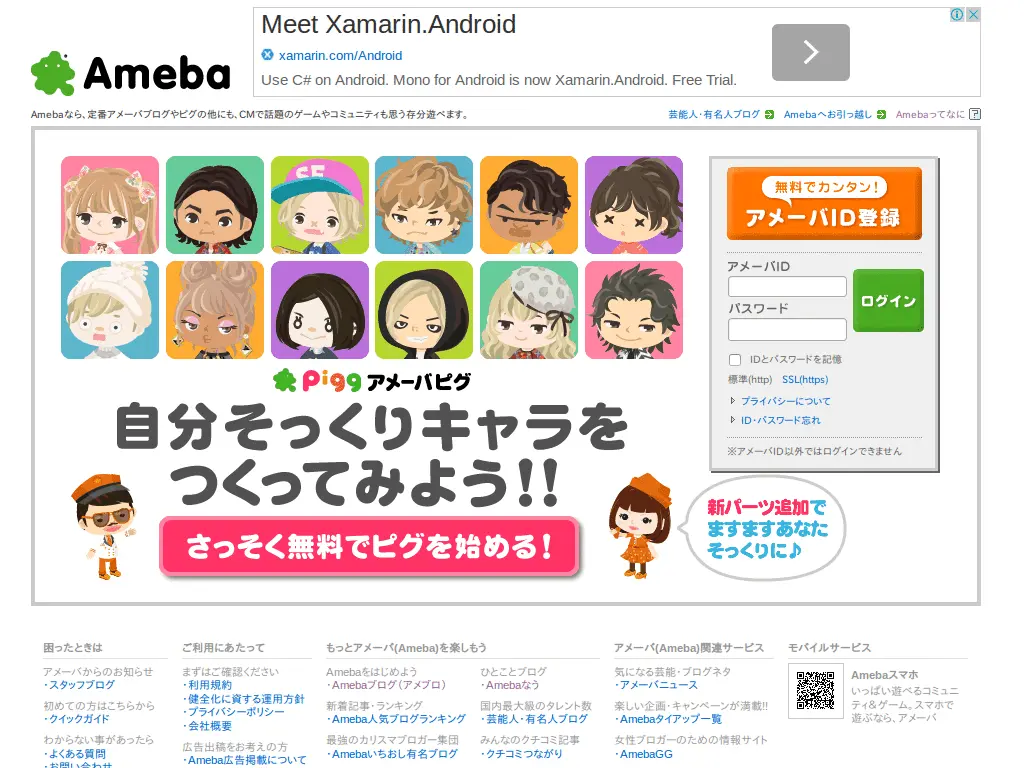 Meet Xamarin.Android
xamarin.com/Android
Use C# on Android. Mono for Android is now Xamarin.Android. Free Trial.
Ameba
Amebaなら、定番アメーバブログやピグの他にも、CMで話題のゲームやコミュニティも思う存分遊べます。
芸能人・有名人ブログ
Amebaへお引っ越し
Amebaってなに ?
SF
無料でカンタン!
アメーバID登録
アメーバID
パスワード
ログイン
IDとパスワードを記憶
標準(http) SSL(https)
プライバシーについて
ID・パスワード忘れ
※アメーバID以外ではログインできません
Pigg アメーバピグ
自分そっくりキャラを
つくってみよう!!
さっそく無料でピグを始める!
新パーツ追加で
ますますあなた
そっくりに♪
困ったときは
アメーバからのお知らせ
・スタッフブログ
初めての方はこちらから
・クイックガイド
わからない事があったら
・よくある質問
・お問い合わせ
ご利用にあたって
まずはご確認ください
・利用規約
・健全化に資する運用方針
・プライバシーポリシー
・会社概要
広告出稿をお考えの方
・Ameba広告掲載について
もっとアメーバ(Ameba)を楽しもう
Amebaをはじめよう
・Amebaブログ(アメブロ)
新着記事・ランキング
・Ameba人気ブログランキング
最強のカリスマブロガー集団
・Amebaいちおし有名ブログ
ひとことブログ
・Amebaなう
国内最大級のタレント数
・芸能人・有名人ブログ
みんなのクチコミ記事
・クチコミつながり
アメーバ(Ameba)関連サービス
気になる芸能・ブログネタ
・アメーバニュース
楽しい企画・キャンペーンが満載!!
・Amebaタイアップ一覧
女性ブロガーのための情報サイト
・AmebaGG
モバイルサービス
Amebaスマホ
いっぱい遊べるコミュニ
ティ&ゲーム。スマホで
遊ぶなら、アメーバ